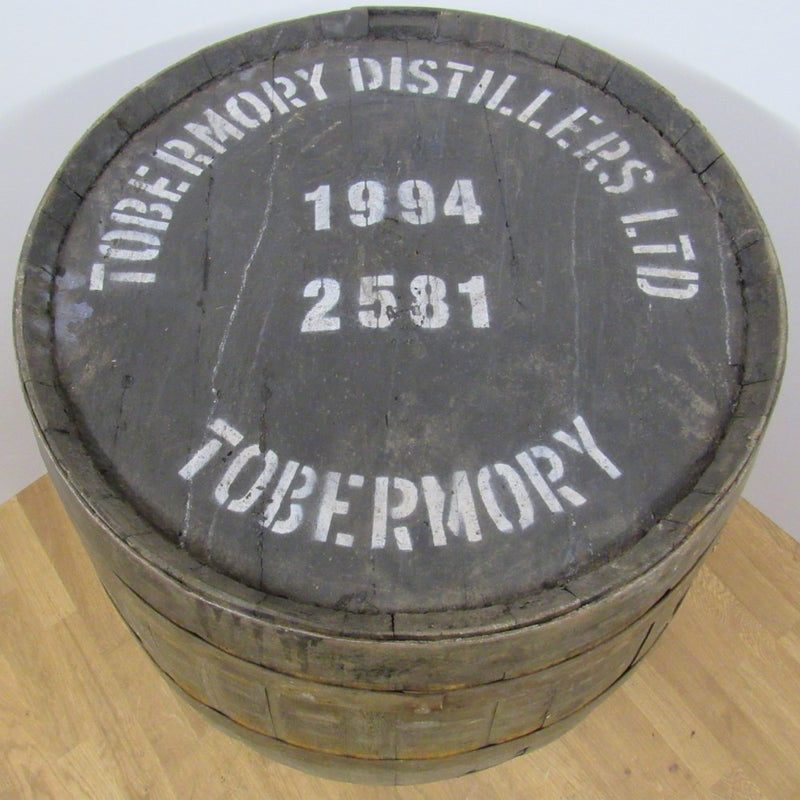 TOBERMORY DISTILLERS LTD
1994
2581
TOBERMORY